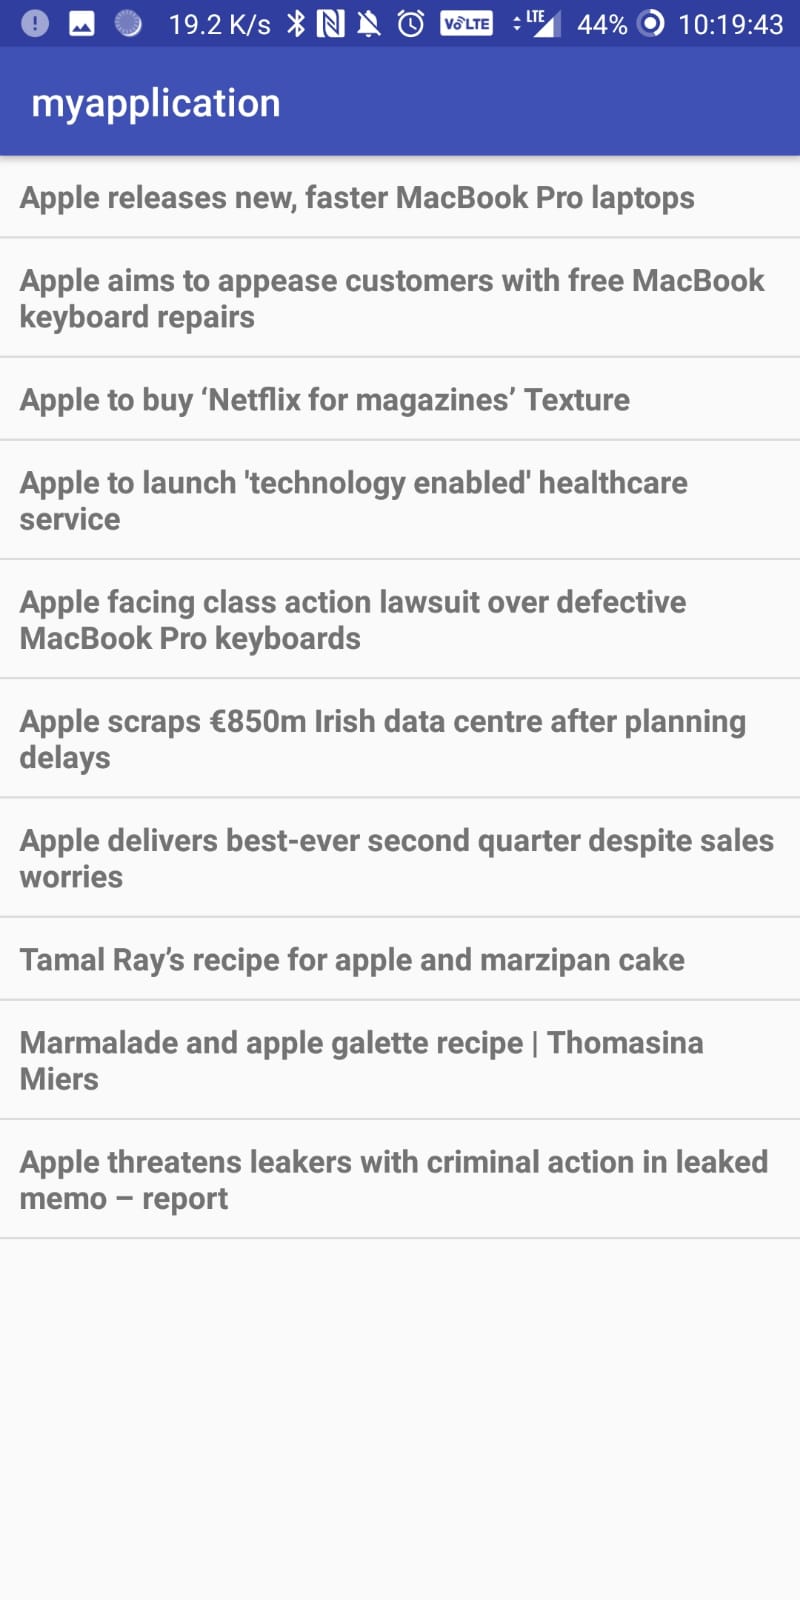 19.2 K/s VoLTE LTE 44% 10:19:43
myapplication
Apple releases new, faster MacBook Pro laptops
Apple aims to appease customers with free MacBook
keyboard repairs
Apple to buy ‘Netflix for magazines’ Texture
Apple to launch 'technology enabled' healthcare
service
Apple facing class action lawsuit over defective
MacBook Pro keyboards
Apple scraps €850m Irish data centre after planning
delays
Apple delivers best-ever second quarter despite sales
worries
Tamal Ray’s recipe for apple and marzipan cake
Marmalade and apple galette recipe | Thomasina
Miers
Apple threatens leakers with criminal action in leaked
memo – report